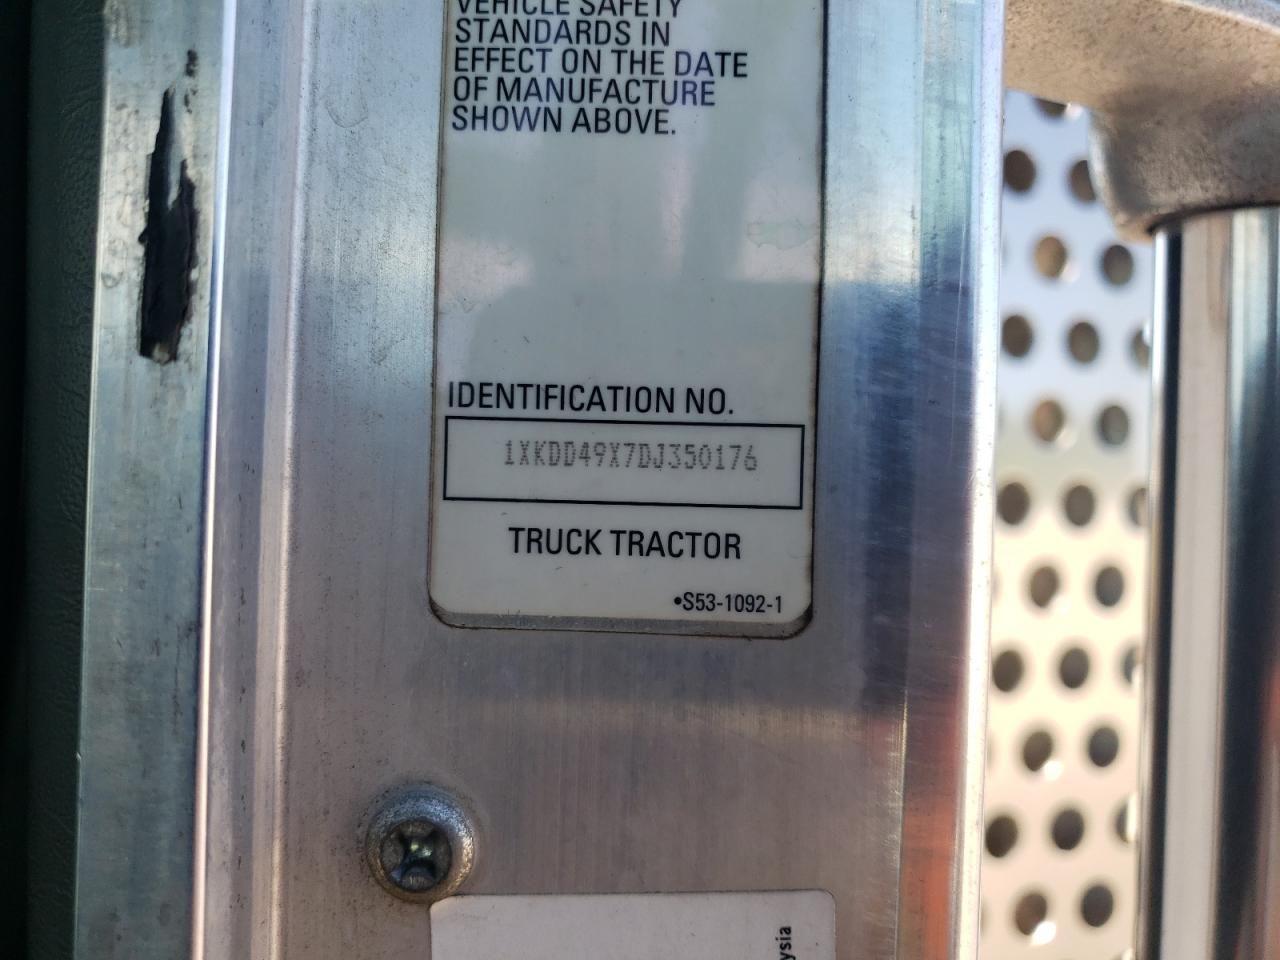 VEHICLE SAFETY
STANDARDS IN
EFFECT ON THE DATE
OF MANUFACTURE
SHOWN ABOVE.
IDENTIFICATION NO.
1XKDD49X7DJ350176
TRUCK TRACTOR
•S53-1092-1
ysia